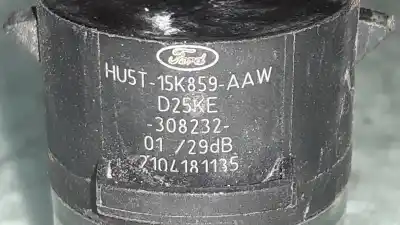 Ford
HU5T-15K859-AAW
D25KE
-308232-
01 /29dB
2104181135